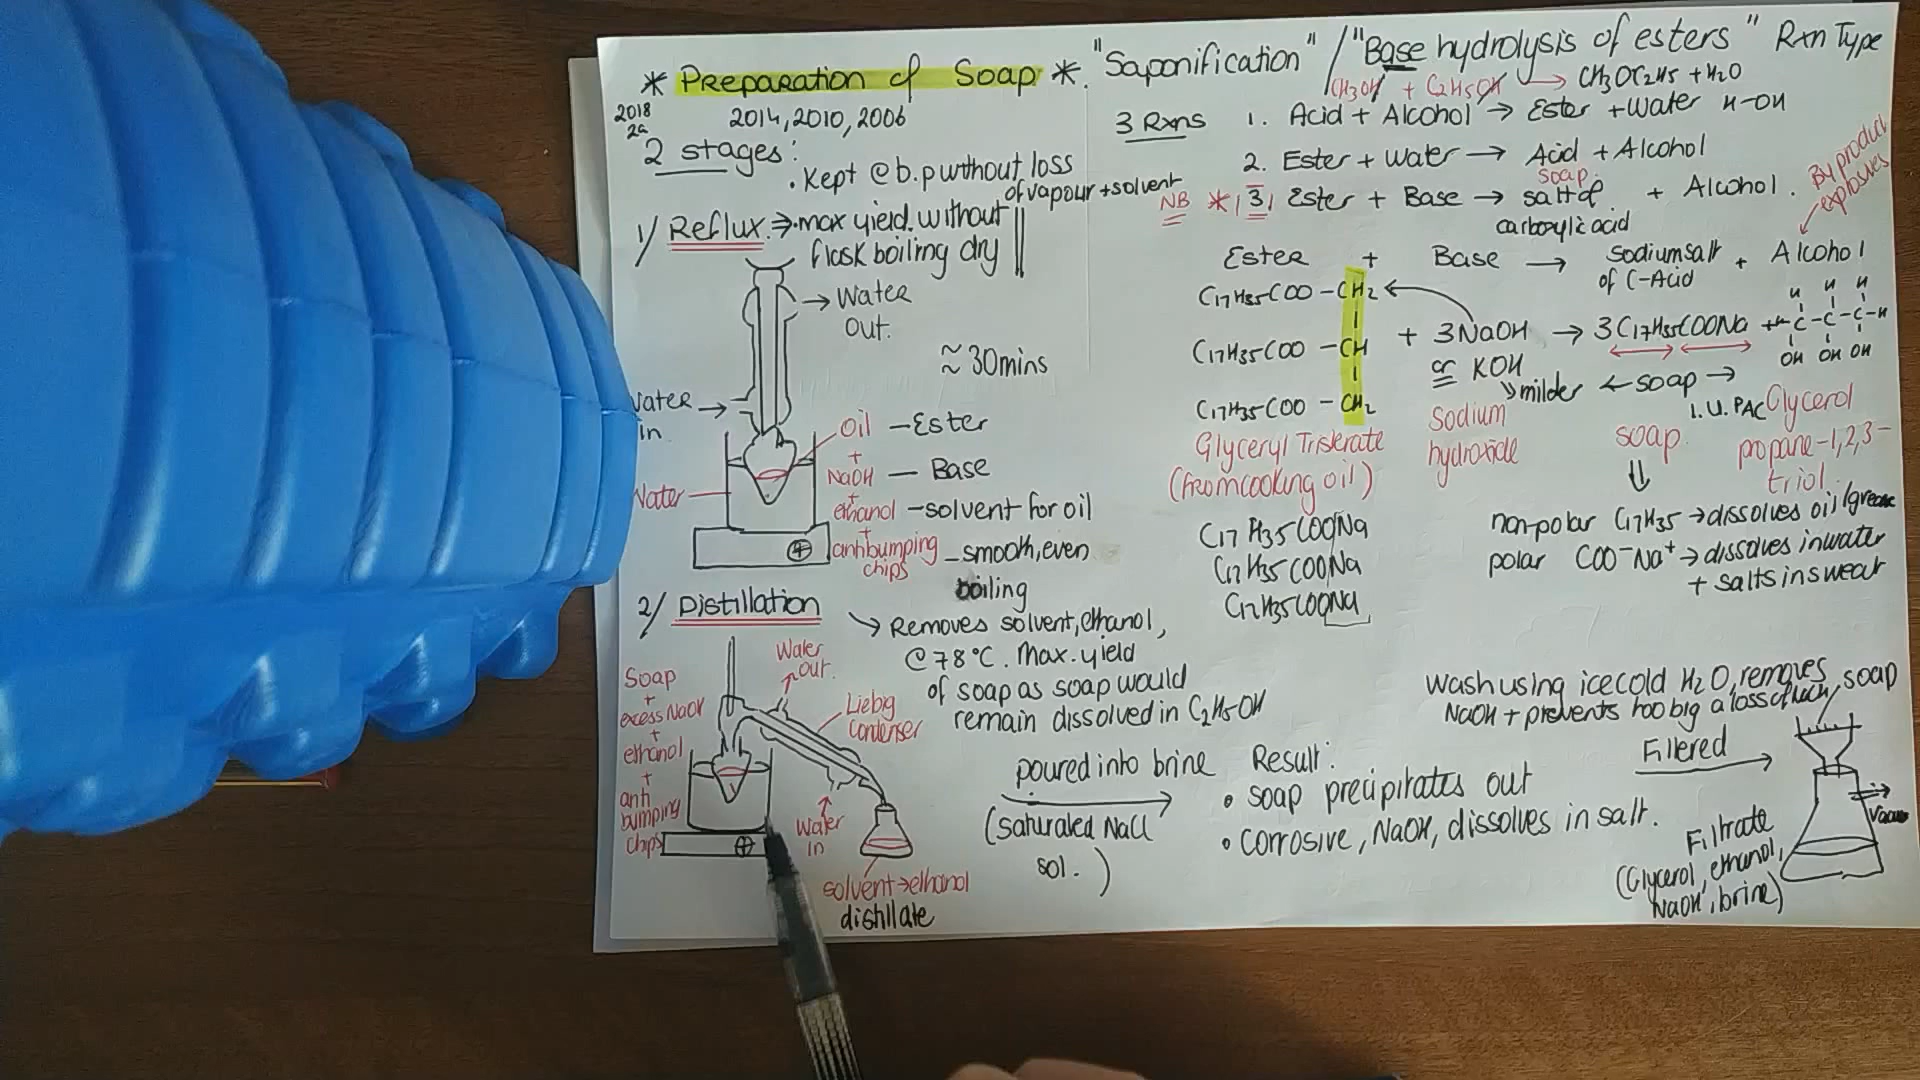 * Preparation of Soap *. "Saponification" / "Base hydrolysis of esters" Rxn Type
2018
2a
2014, 2010, 2006
2 stages:
• Kept @ b.p without loss
of vapour + solvent
1/ Reflux. → • max yield. without
flask boiling dry
→ Water
Out.
≈ 30mins
Water →
in
Water
Oil — Ester
+
NaOH — Base
+
ethanol — solvent for oil
+
antibumping — smooth, even
chips
boiling
2/ Distillation
→ Removes solvent, ethanol,
@ 78°C. Max. yield
of soap as soap would
remain dissolved in C2H5OH
Soap
+
excess NaOH
+
ethanol
+
anti
bumping
chips
Water
out.
Liebig
Condenser
Water
in
solvent → ethanol
distillate
CH3OH + C2H5OH → CH3OC2H5 + H2O
3 Rxns 1. Acid + Alcohol → Ester + Water H-OH
2. Ester + Water → Acid + Alcohol
soap.
NB * 3. Ester + Base → salt of + Alcohol.
carboxylic acid
By product
explosives
Ester + Base → Sodium salt + Alcohol
of C-Acid
C17H35COO - CH2
|
C17H35COO - CH + 3NaOH → 3C17H35COONa +
|
C17H35COO - CH2
H H H
H-C-C-C-H
OH OH OH
or KOH
milder ← soap →
Glyceryl Tristerate
(from cooking oil)
Sodium
hydroxide
soap
I.U.PAC Glycerol
propane-1,2,3-
triol.
C17H35COONa
C17H35COONa
C17H35COONa
non-polar C17H35 → dissolves oil/grease
polar COO⁻Na⁺ → dissolves in water
+ salts in sweat
Wash using ice cold H2O, removes
NaOH + prevents too big a loss of
soap
poured into brine
(saturated NaCl
sol.)
Result:
• soap precipitates out
• corrosive, NaOH, dissolves in salt.
Filtered
Filtrate
(Glycerol, ethanol,
NaOH, brine)